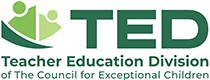 TED
Teacher Education Division
of The Council for Exceptional Children